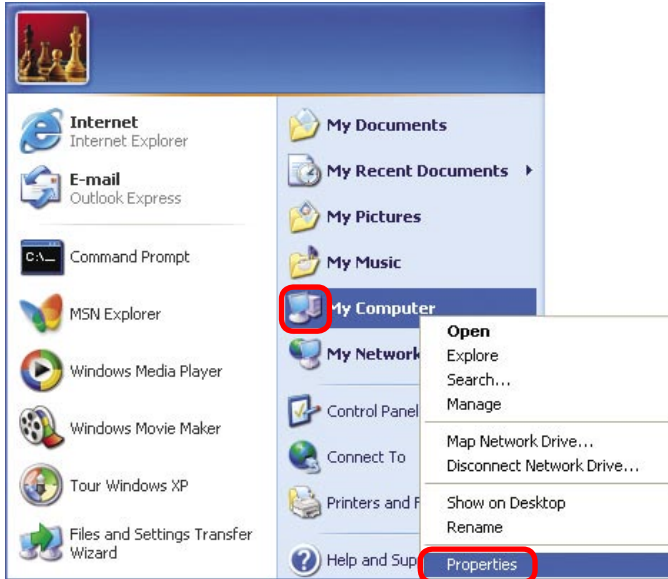 Internet
Internet Explorer
E-mail
Outlook Express
C:\_
Command Prompt
MSN Explorer
Windows Media Player
Windows Movie Maker
Tour Windows XP
Files and Settings Transfer
Wizard
My Documents
My Recent Documents
My Pictures
My Music
My Computer
My Network
Control Panel
Connect To
Printers and F
Help and Sup
Open
Explore
Search...
Manage
Map Network Drive...
Disconnect Network Drive...
Show on Desktop
Rename
Properties